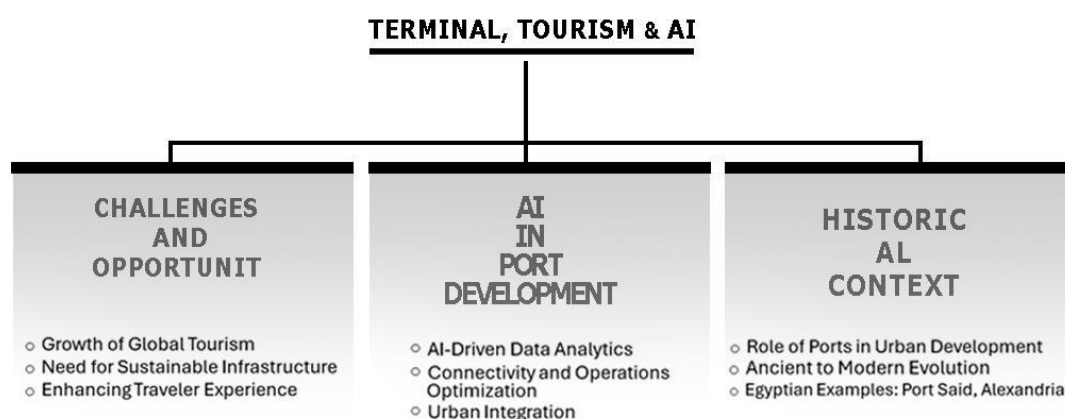 TERMINAL, TOURISM & AI
CHALLENGES
AND
OPPORTUNIT
○ Growth of Global Tourism
○ Need for Sustainable Infrastructure
○ Enhancing Traveler Experience
AI
IN
PORT
DEVELOPMENT
○ AI-Driven Data Analytics
○ Connectivity and Operations
Optimization
○ Urban Integration
HISTORIC
AL
CONTEXT
○ Role of Ports in Urban Development
○ Ancient to Modern Evolution
○ Egyptian Examples: Port Said, Alexandria